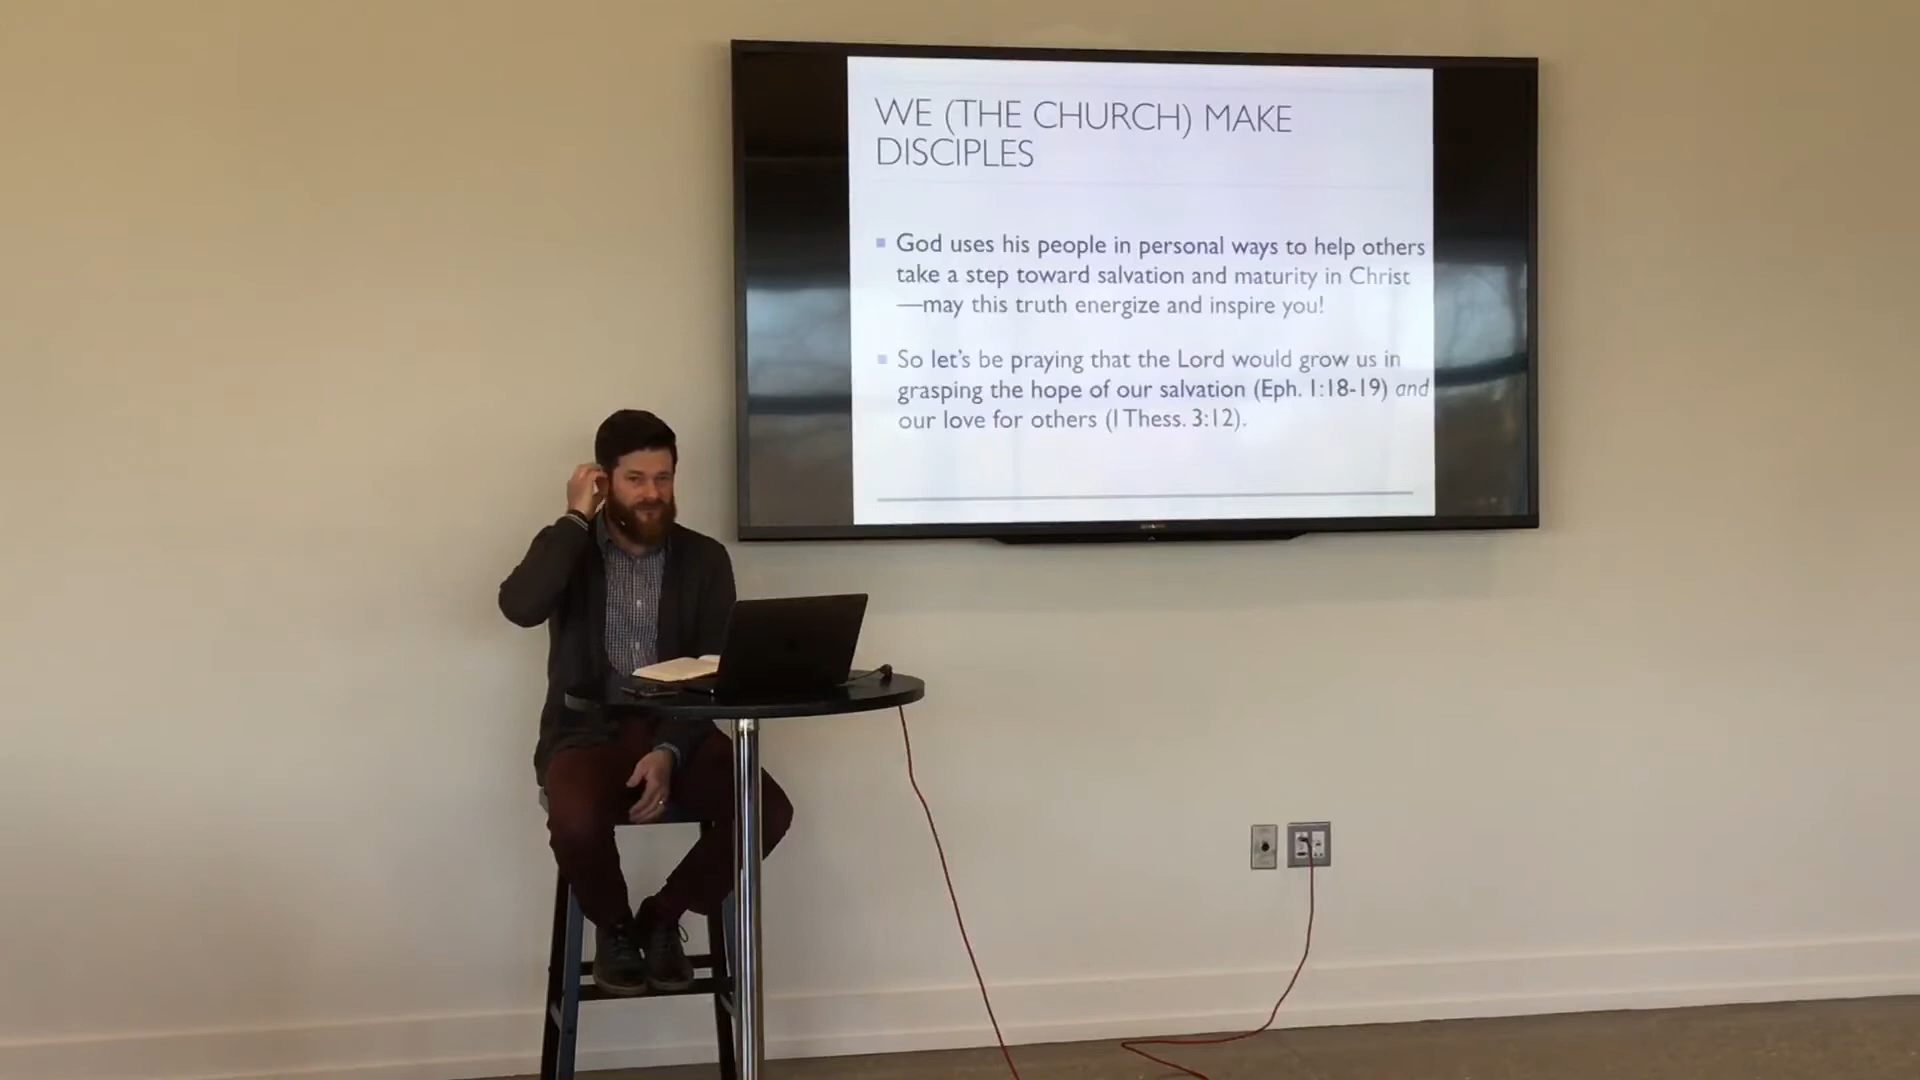 WE (THE CHURCH) MAKE
DISCIPLES
God uses his people in personal ways to help others
take a step toward salvation and maturity in Christ
—may this truth energize and inspire you!
So let's be praying that the Lord would grow us in
grasping the hope of our salvation (Eph. 1:18-19) and
our love for others (1 Thess. 3:12).